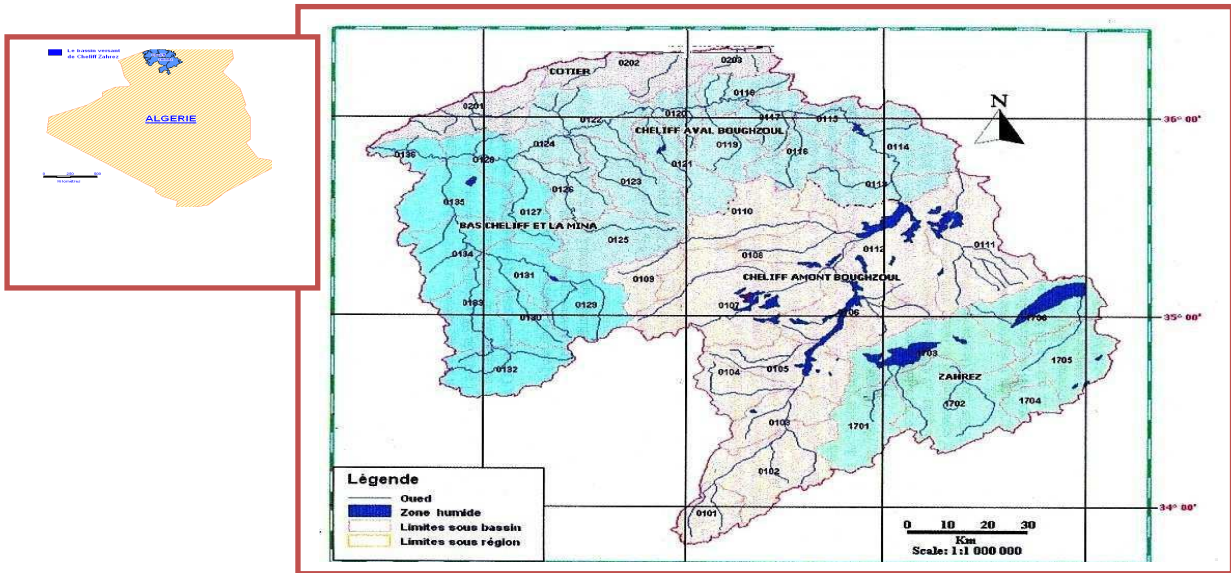 Le bassin versant
de Cheliff Zahrez
ALGERIE
COTIER
0202
0203
0201
0118
0122
0120
0117
0115
CHELIFF AVAL BOUGHZOUL
0124
0119
0116
0114
0136
0128
0121
0123
0126
0113
0135
0127
0110
BAS CHELIFF ET LA MINA
0125
0112
0111
0134
0108
0131
0109
CHELIFF AMONT BOUGHZOUL
0133
0129
0107
0106
0130
1706
1703
1705
0132
0104
0105
ZAHREZ
1702
1704
0103
1701
0102
0101
N
36° 00'
35° 00'
34° 00'
Légende
Oued
Zone humide
Limites sous bassin
Limites sous région
0 10 20 30
Km
Scale: 1:1 000 000